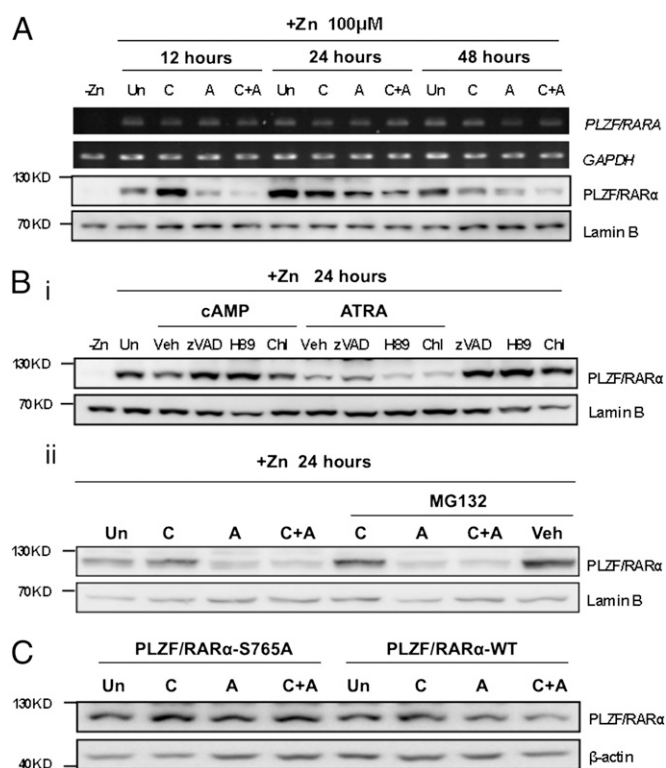 A
+Zn 100µM
12 hours 24 hours 48 hours
-Zn Un C A C+A Un C A C+A Un C A C+A
PLZF/RARA
GAPDH
130KD
PLZF/RARα
70KD
Lamin B
B i
+Zn 24 hours
cAMP ATRA
-Zn Un Veh zVAD H89 Chl Veh zVAD H89 Chl zVAD H89 Chl
130KD
PLZF/RARα
70KD
Lamin B
ii
+Zn 24 hours
MG132
Un C A C+A C A C+A Veh
130KD
PLZF/RARα
70KD
Lamin B
C
PLZF/RARα-S765A PLZF/RARα-WT
Un C A C+A Un C A C+A
130KD
PLZF/RARα
β-actin
40KD